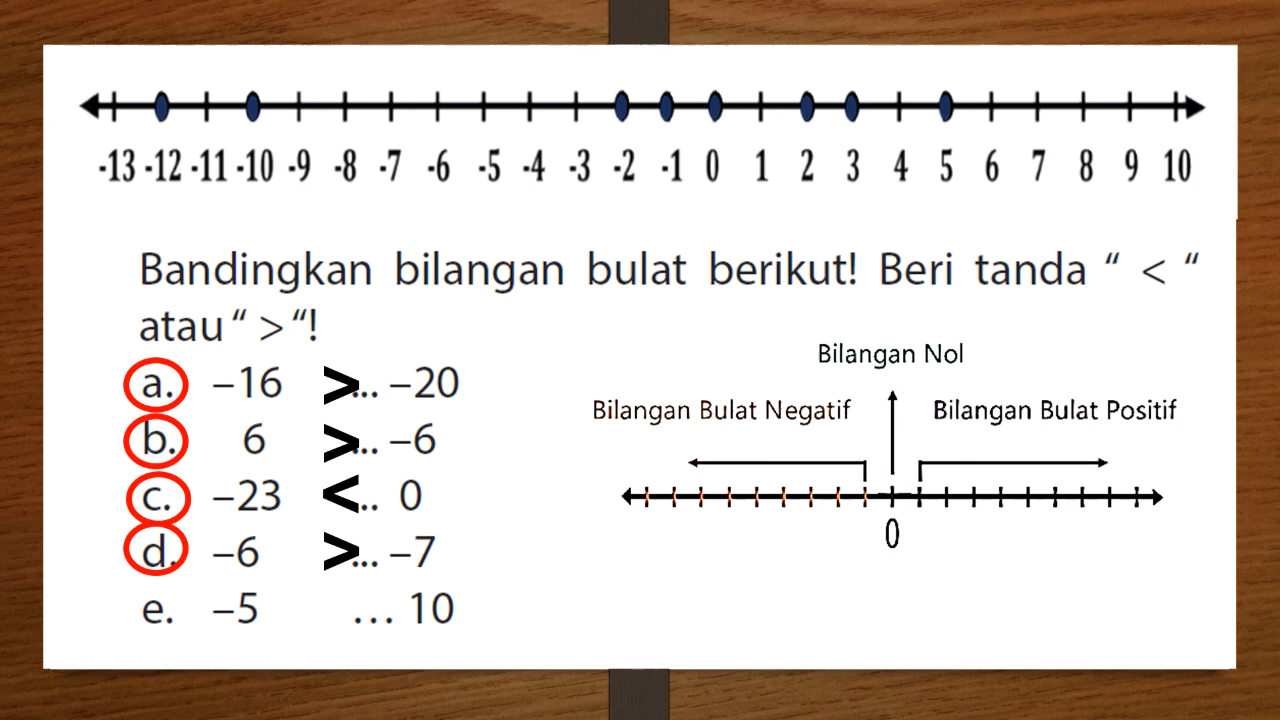 -13 -12 -11 -10 -9 -8 -7 -6 -5 -4 -3 -2 -1 0 1 2 3 4 5 6 7 8 9 10
Bandingkan bilangan bulat berikut! Beri tanda “ < “
atau “ > “!
a. –16 >... –20
b. 6 >... –6
c. –23 <.. 0
d. –6 >... –7
e. –5 ... 10
Bilangan Nol
Bilangan Bulat Negatif
Bilangan Bulat Positif
0